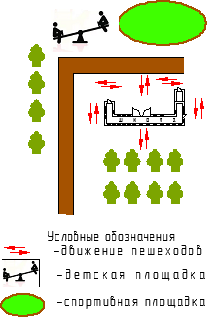 Условные обозначения
-движение пешеходов
-детская площадка
-спортивная площадка